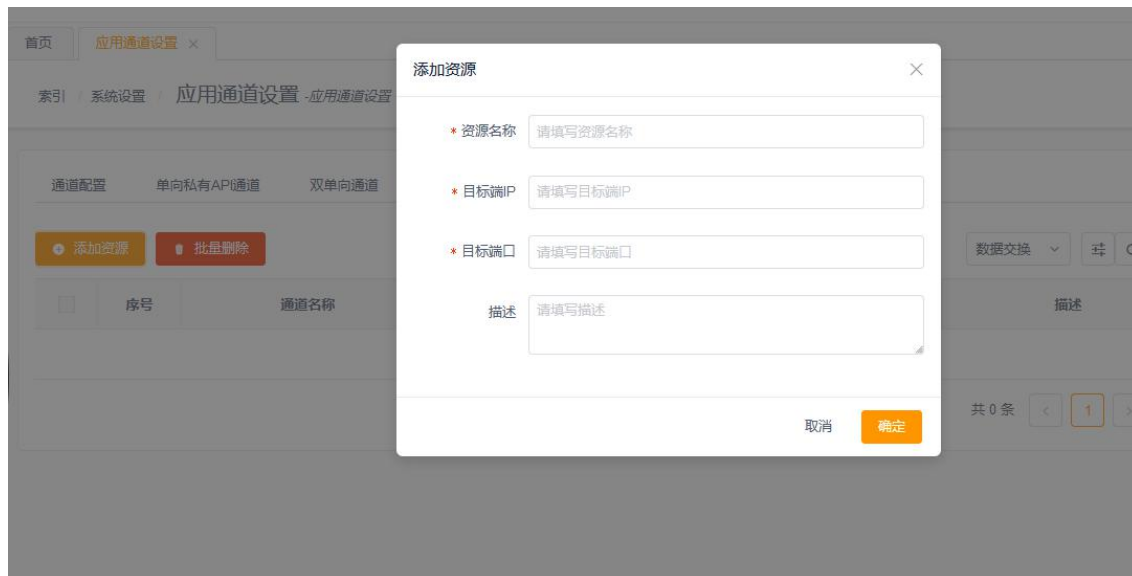 首页 应用通道设置 ×
索引 / 系统设置 / 应用通道设置 -应用通道设置
通道配置 单向私有API通道 双单向通道
添加资源 批量删除 数据交换
序号 通道名称 描述
共 0 条 1
添加资源
* 资源名称 请填写资源名称
* 目标端IP 请填写目标端IP
* 目标端口 请填写目标端口
描述 请填写描述
取消 确定